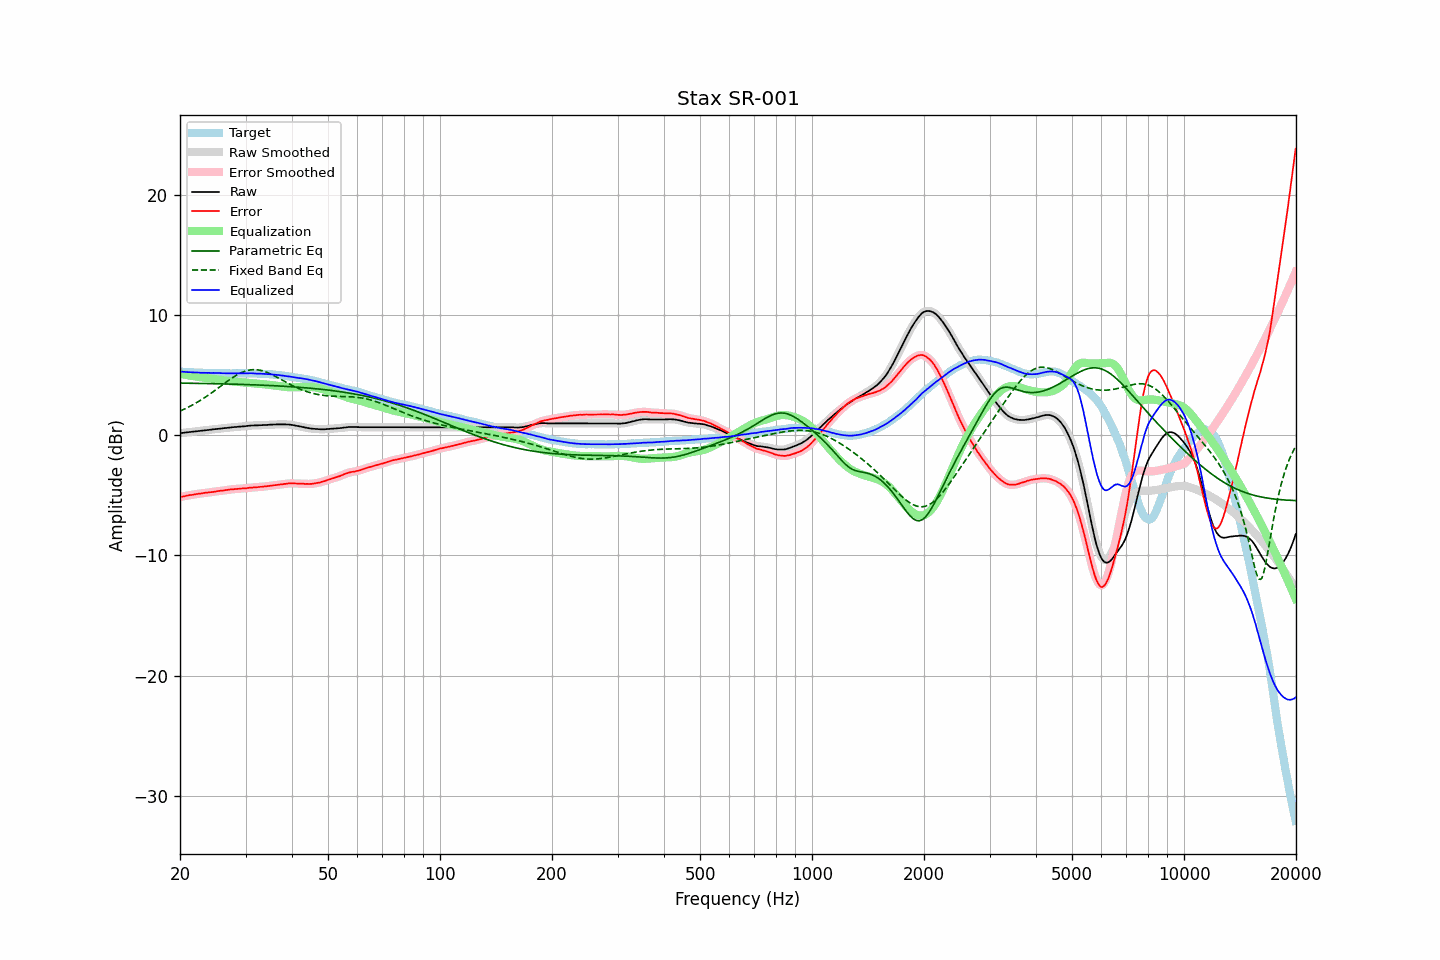 Stax SR-001
Target
Raw Smoothed
Error Smoothed
Raw
Error
Equalization
Parametric Eq
Fixed Band Eq
Equalized
Amplitude (dBr)
20
10
0
−10
−20
−30
20 50 100 200 500 1000 2000 5000 10000 20000
Frequency (Hz)